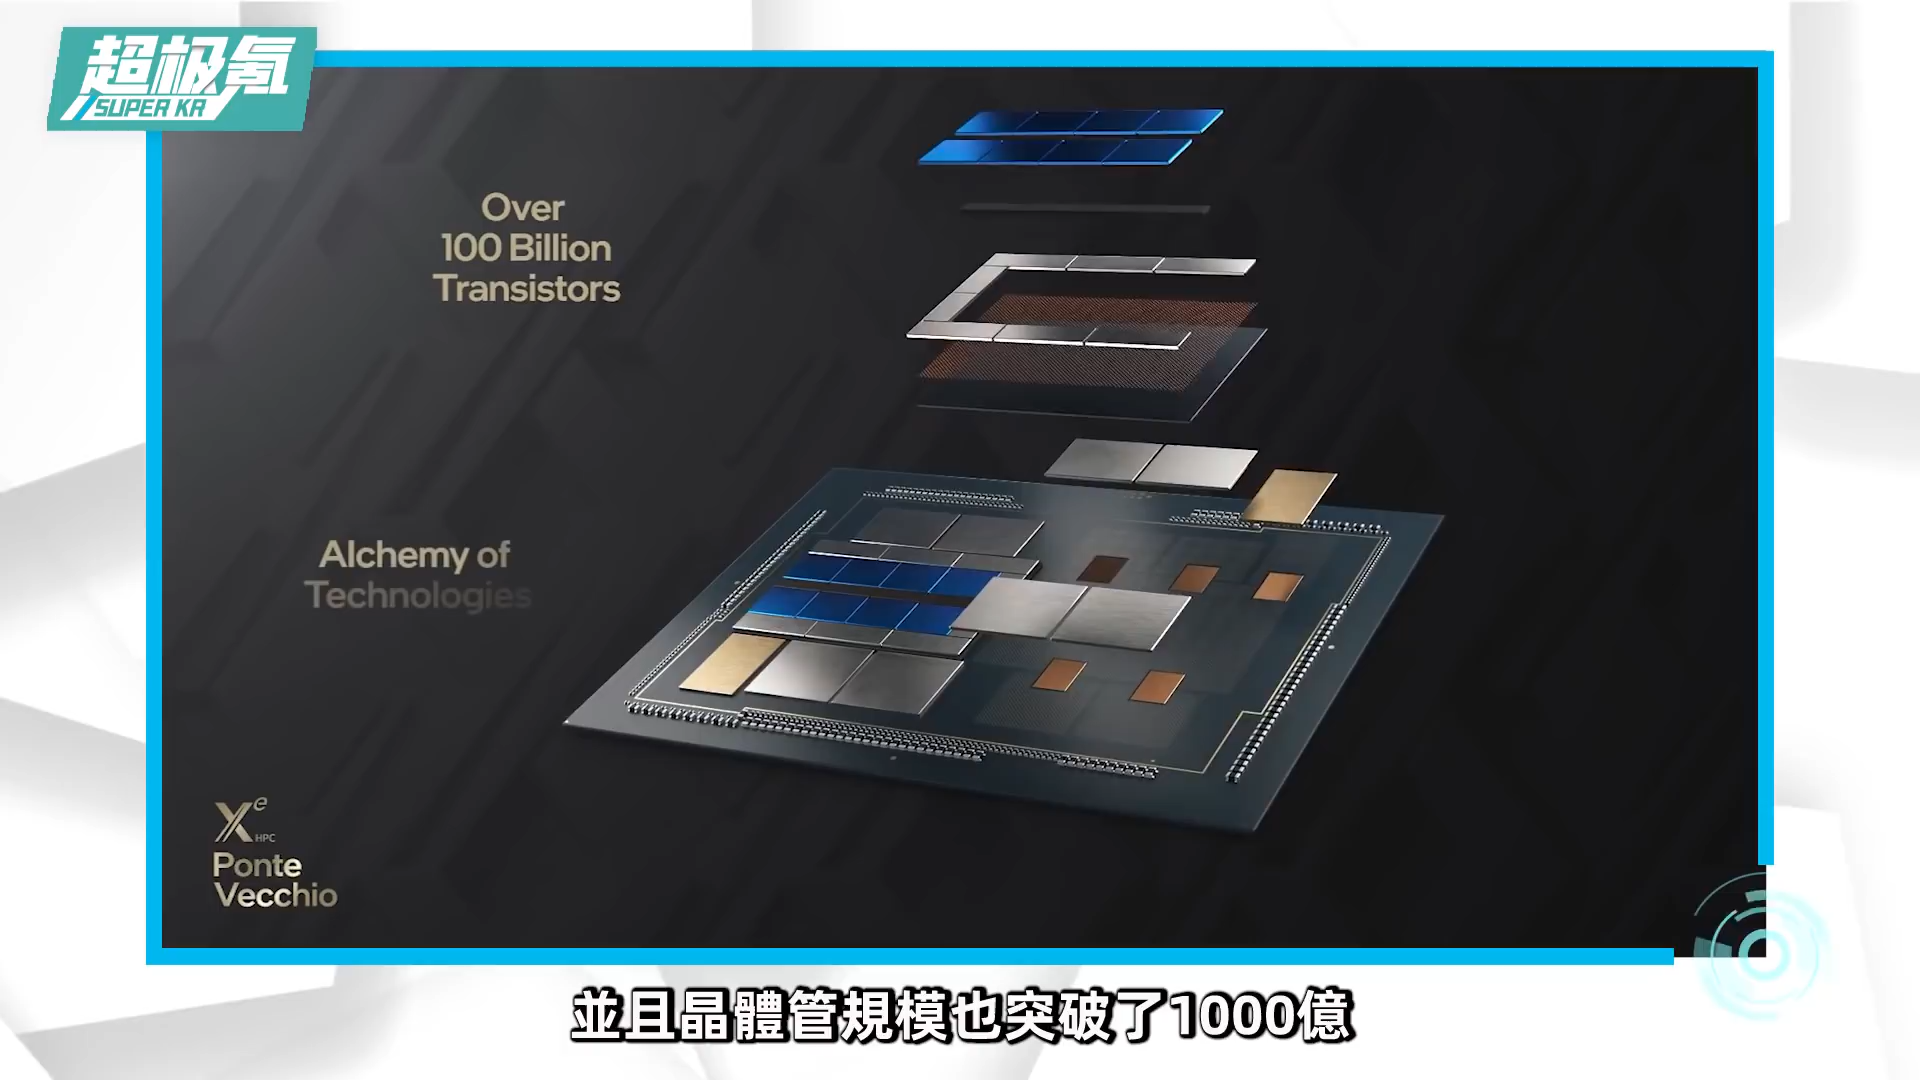 超极氪
SUPER KR
Over
100 Billion
Transistors
Alchemy of
Technologies
Xe
HPC
Ponte
Vecchio
並且晶體管規模也突破了1000億